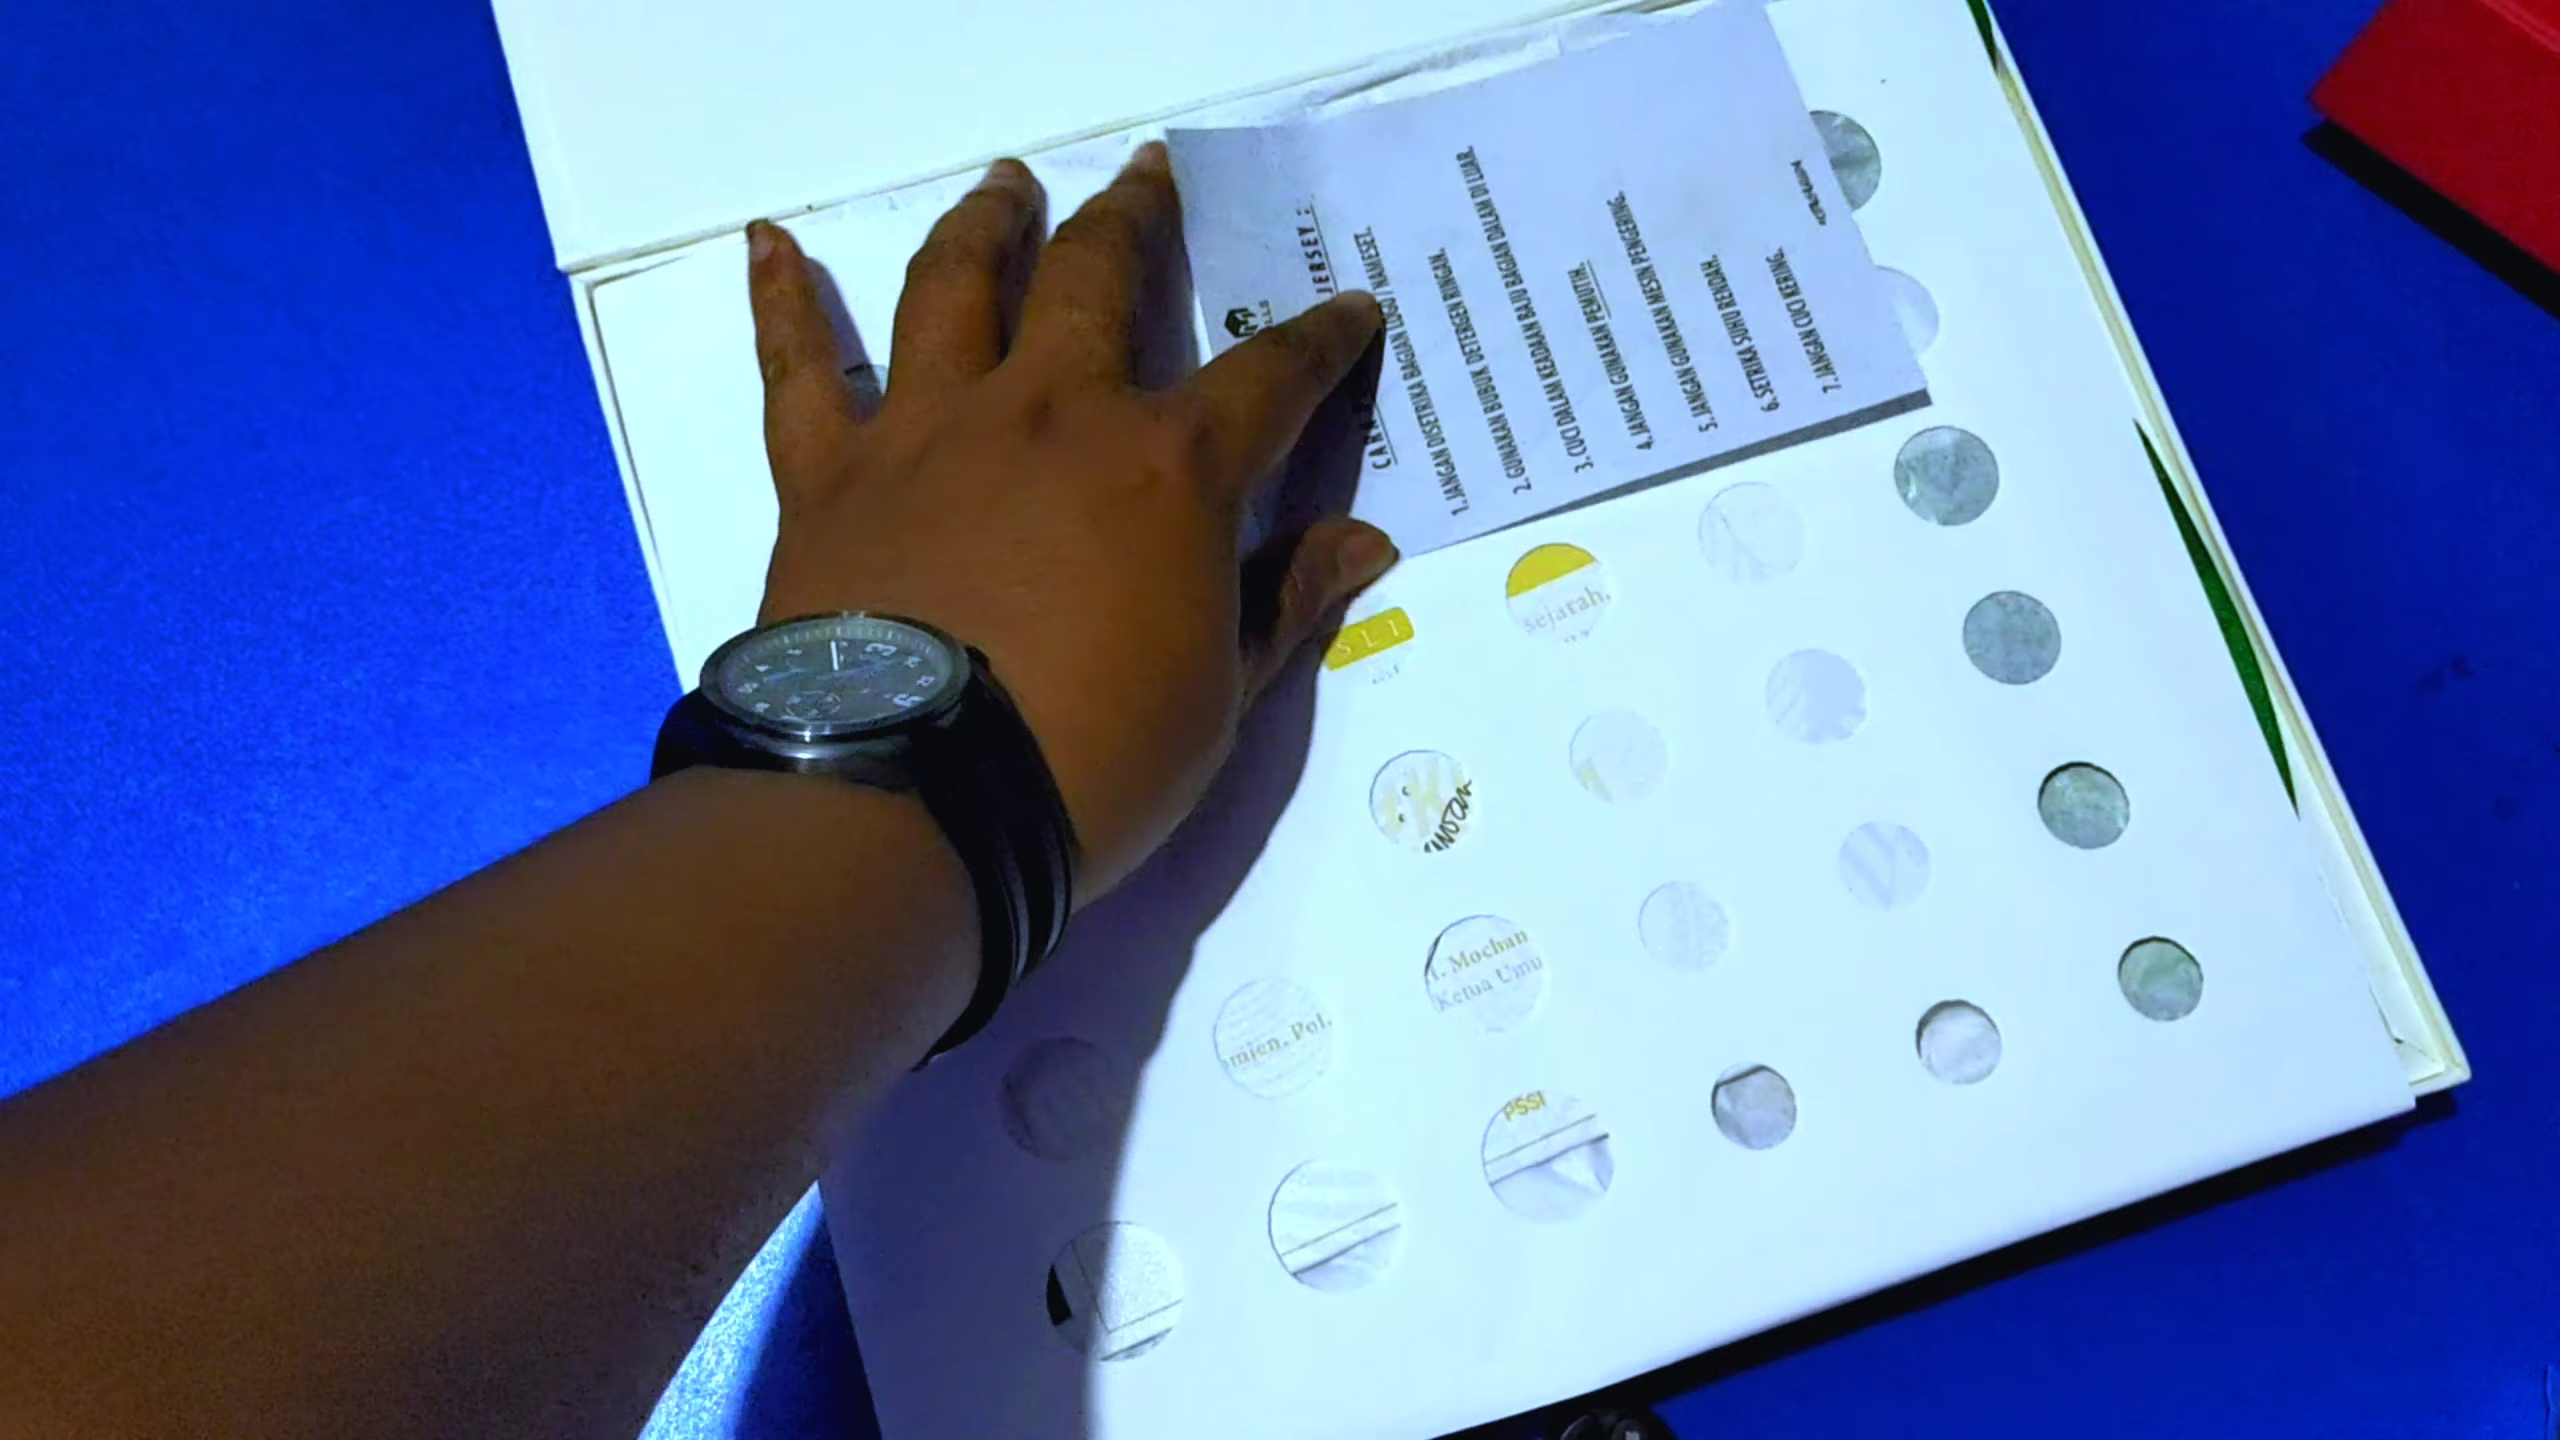 JERSEY :
1. JANGAN DISETRIKA BAGIAN LOGO / NAMESET.
2. GUNAKAN BUBUK DETERGEN RINGAN.
3. CUCI DALLAM KEADAAN BAJU BAGIAN DALAM DI LUAR.
4. JANGAN GUNAKAN PEMUTIH.
5. JANGAN GUNAKAN MESIN PENGERING.
6. SETRIKA SUHU RENDAH.
7. JANGAN CUCI KERING.
S L I
sejarah,
Mochan
Ketua Umu
Pol.
PSSI
3